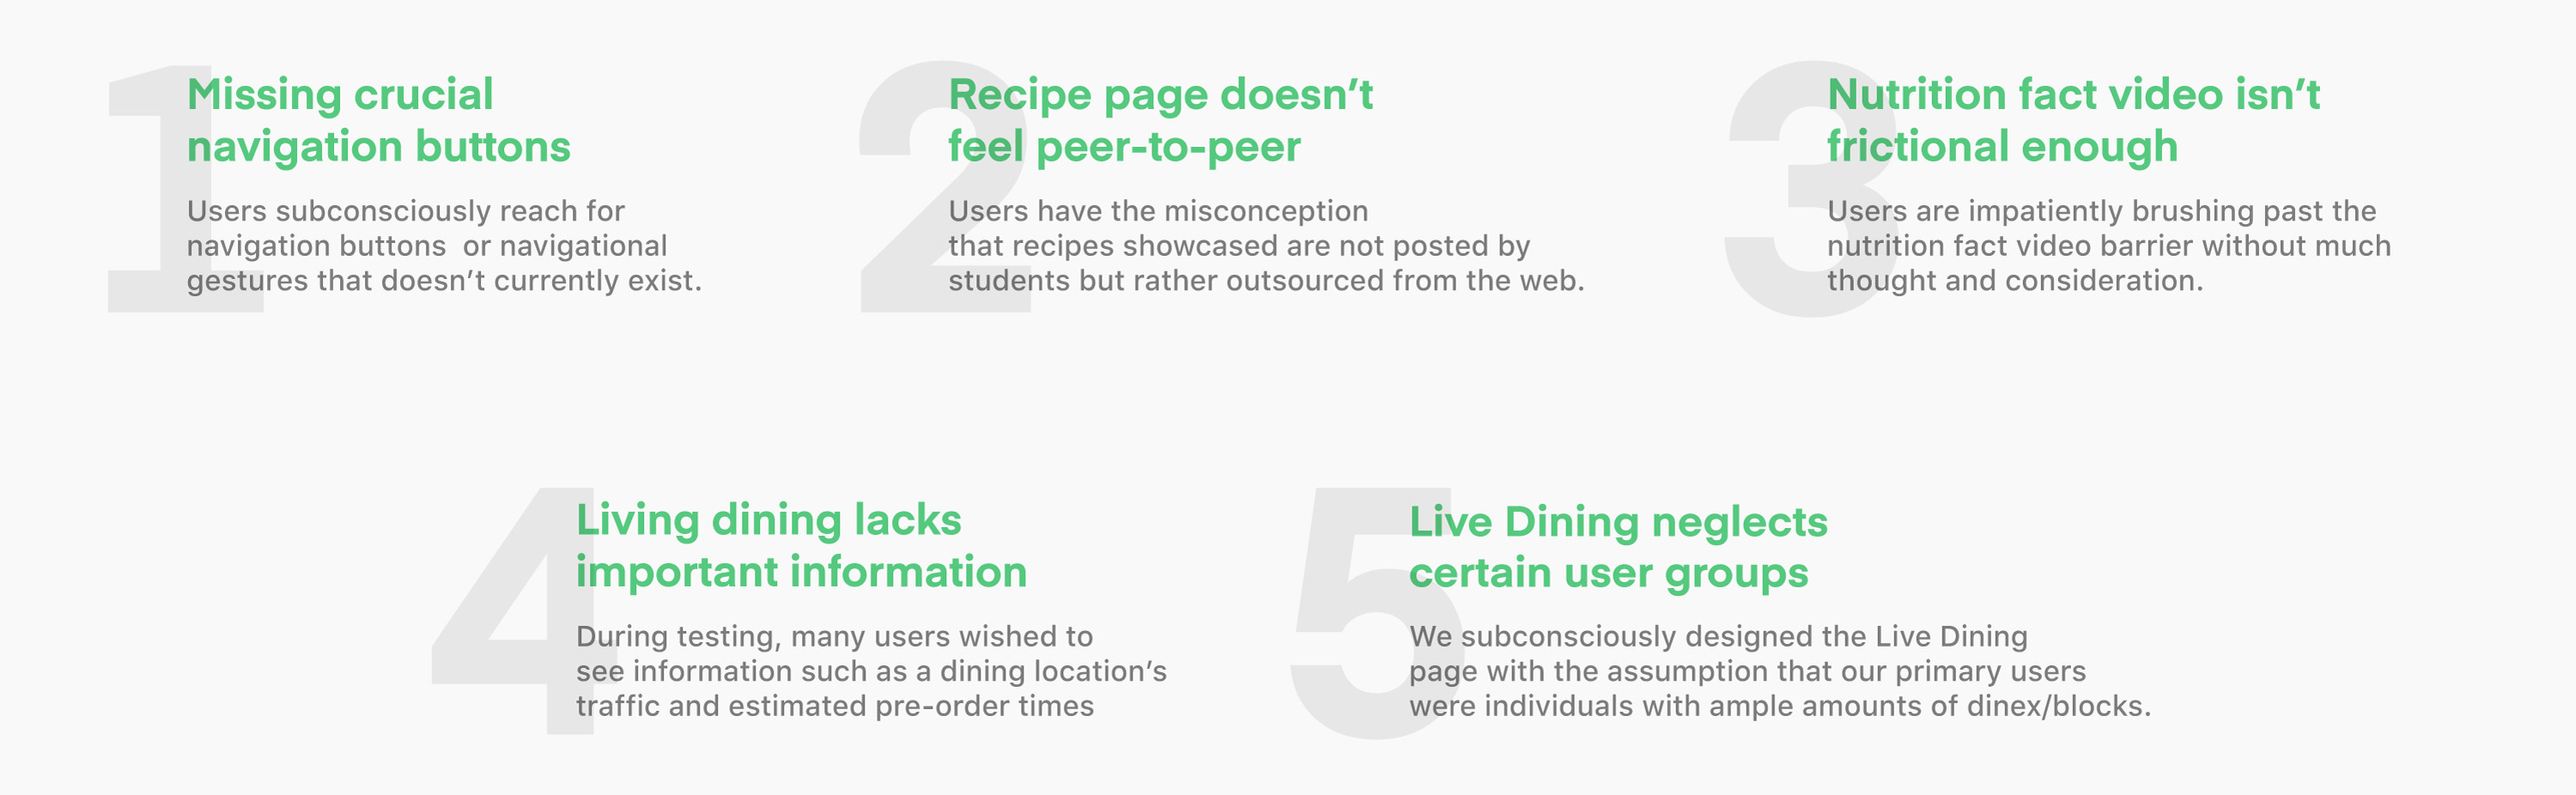 1
Missing crucial
navigation buttons
Users subconsciously reach for
navigation buttons  or navigational
gestures that doesn’t currently exist.
2
Recipe page doesn’t
feel peer-to-peer
Users have the misconception
that recipes showcased are not posted by
students but rather outsourced from the web.
3
Nutrition fact video isn’t
frictional enough
Users are impatiently brushing past the
nutrition fact video barrier without much
thought and consideration.
4
Living dining lacks
important information
During testing, many users wished to
see information such as a dining location’s
traffic and estimated pre-order times
5
Live Dining neglects
certain user groups
We subconsciously designed the Live Dining
page with the assumption that our primary users
were individuals with ample amounts of dinex/blocks.